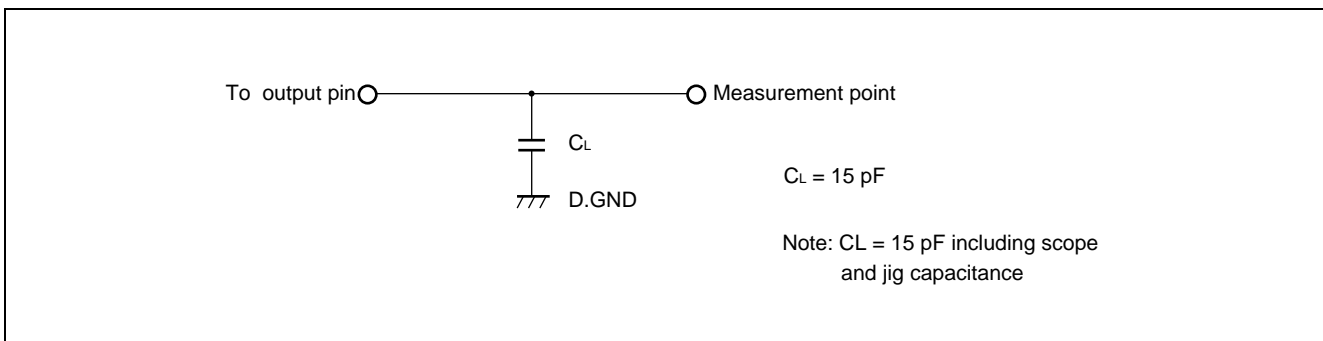 To output pin
Measurement point
CL
CL = 15 pF
D.GND
Note: CL = 15 pF including scope
and jig capacitance